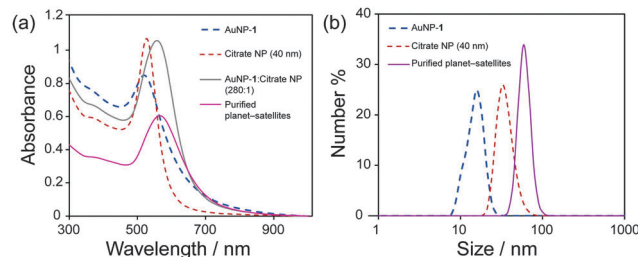 (a)
AuNP-1
Citrate NP (40 nm)
AuNP-1:Citrate NP
(280:1)
Purified
planet–satellites
Absorbance
1.2
1
0.8
0.6
0.4
0.2
0
300
500
700
900
Wavelength / nm
(b)
AuNP-1
Citrate NP (40 nm)
Purified
planet–satellites
Number %
40
30
20
10
0
1
10
100
1000
Size / nm